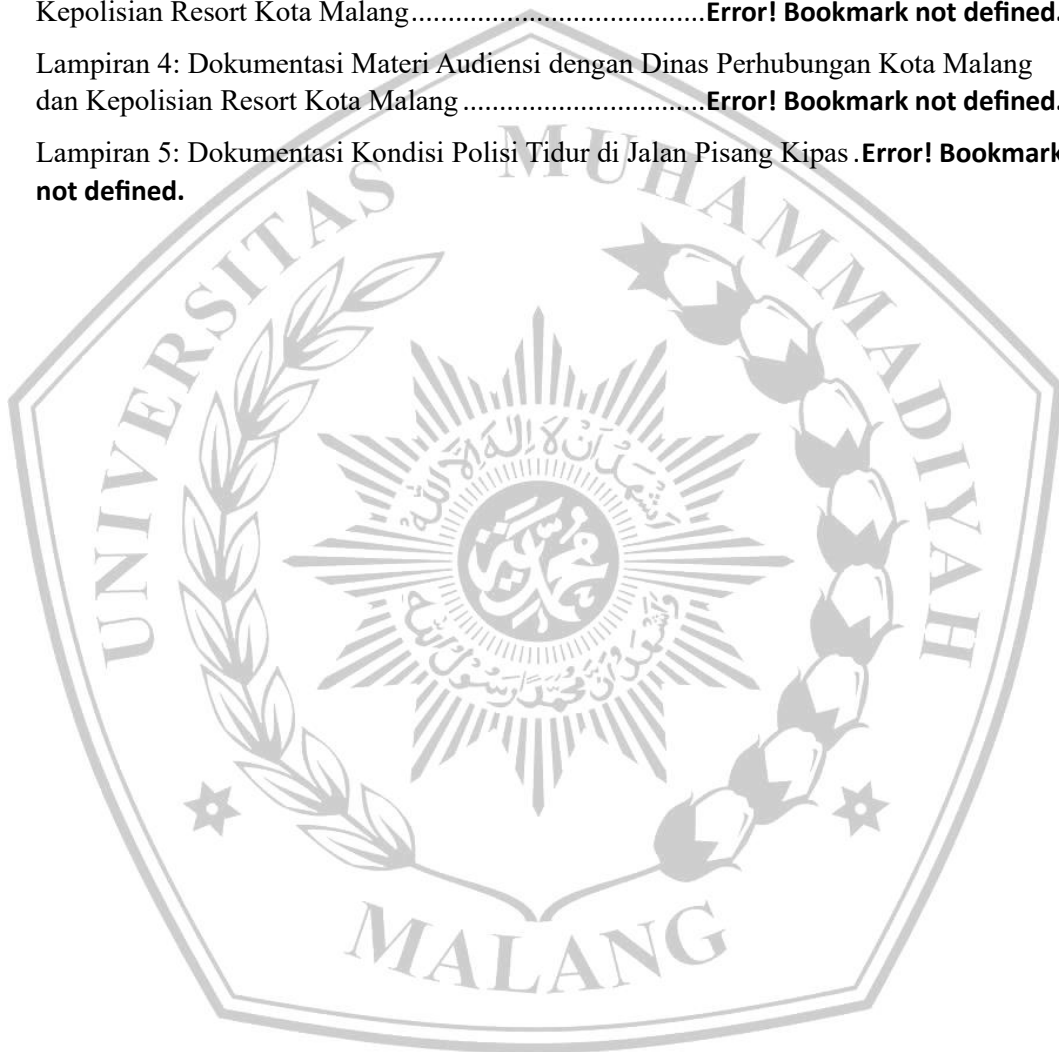 Kepolisian Resort Kota Malang........................................Error! Bookmark not defined.
Lampiran 4: Dokumentasi Materi Audiensi dengan Dinas Perhubungan Kota Malang
dan Kepolisian Resort Kota Malang .................................Error! Bookmark not defined.
Lampiran 5: Dokumentasi Kondisi Polisi Tidur di Jalan Pisang Kipas .Error! Bookmark
not defined.
UNIVERSITAS MUHAMMADIYAH
MALANG